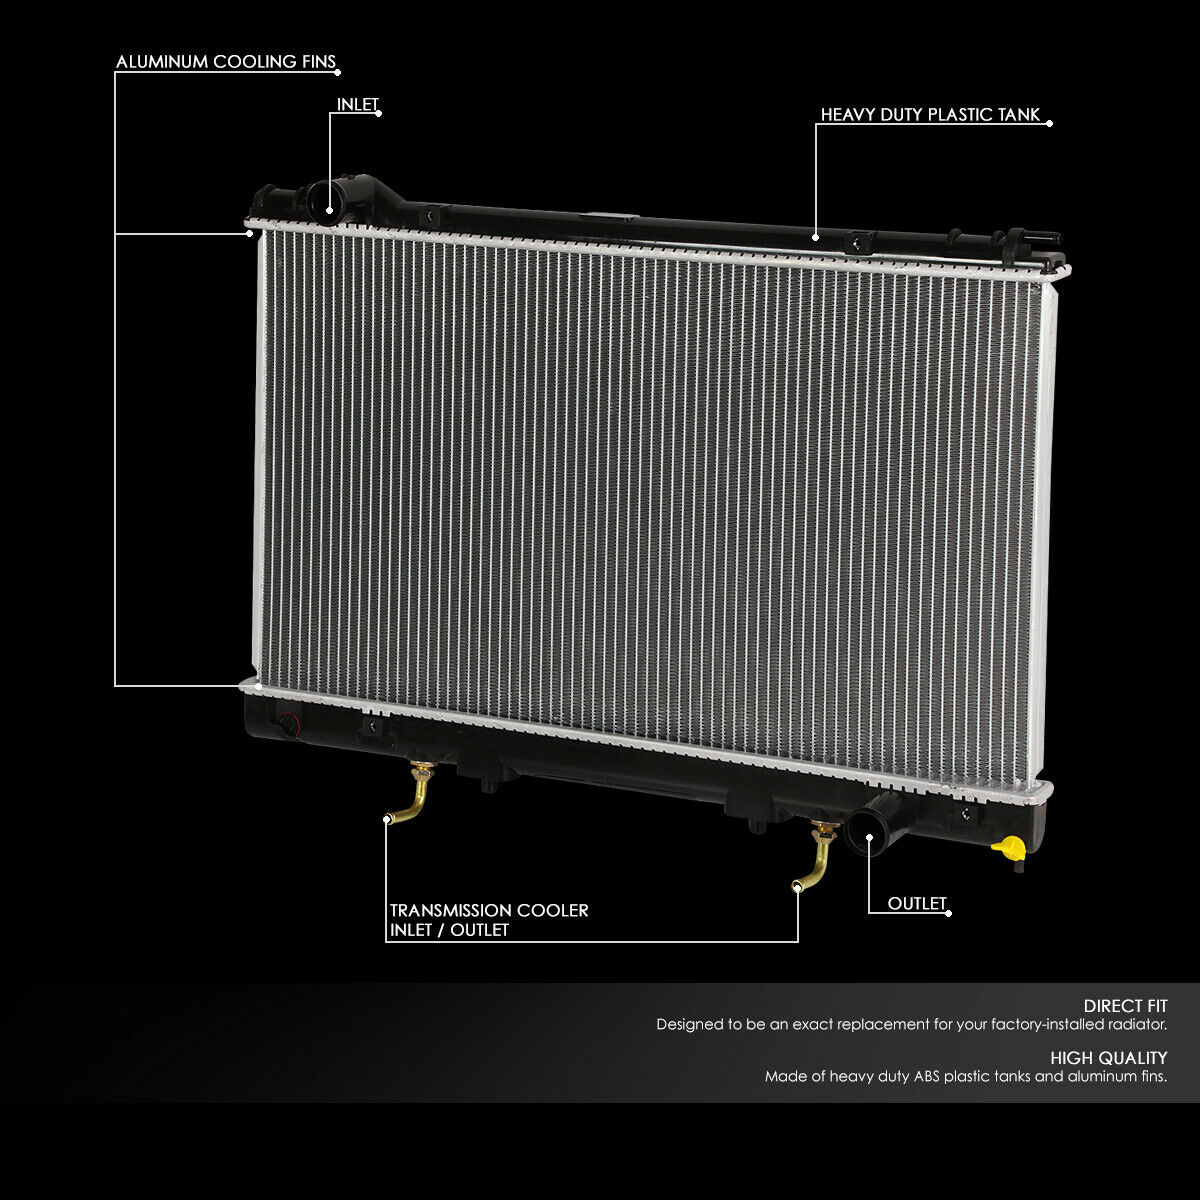 ALUMINUM COOLING FINS
INLET
HEAVY DUTY PLASTIC TANK
TRANSMISSION COOLER
INLET / OUTLET
OUTLET
DIRECT FIT
Designed to be an exact replacement for your factory-installed radiator.
HIGH QUALITY
Made of heavy duty ABS plastic tanks and aluminum fins.